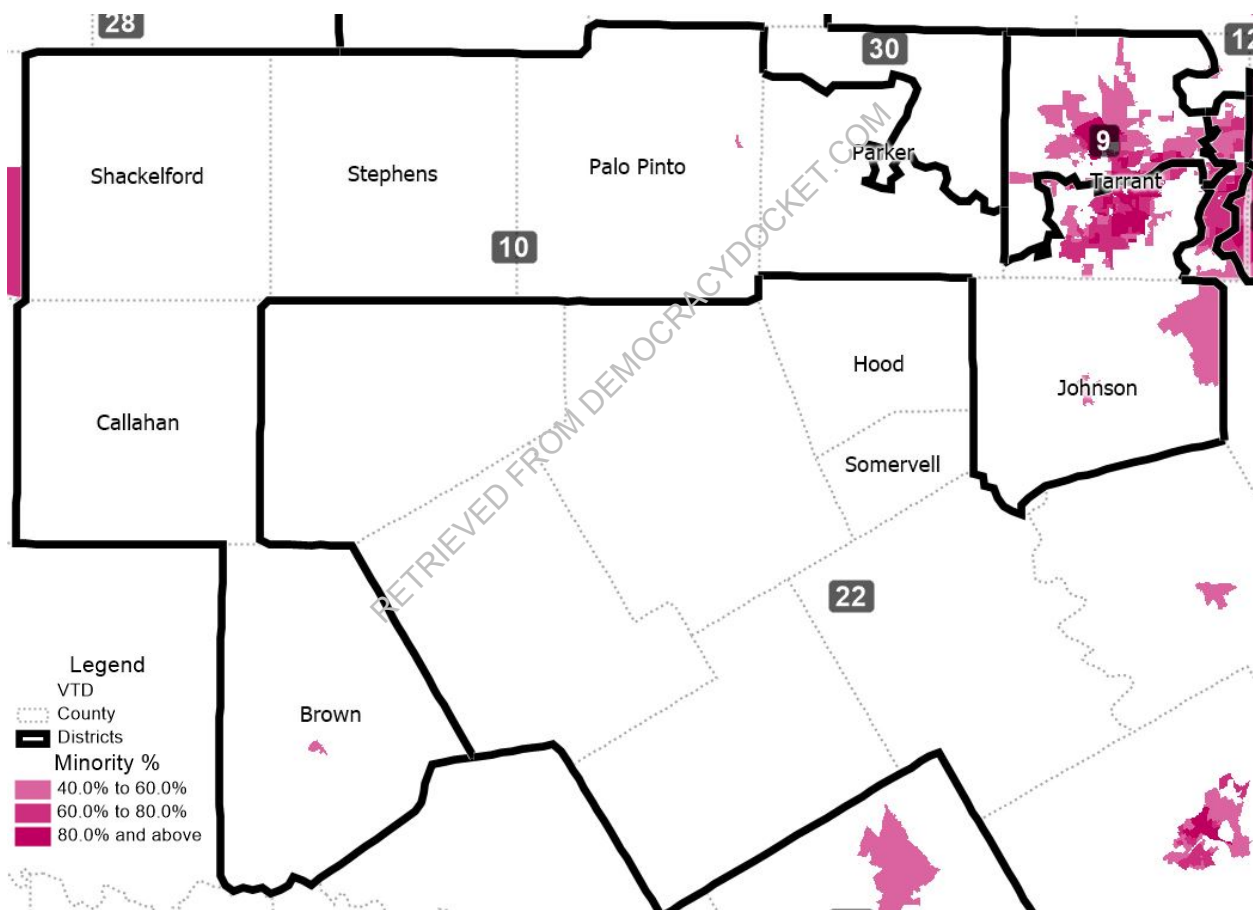 28
30
12
9
Shackelford
Stephens
Palo Pinto
Parker
Tarrant
10
Callahan
Hood
Johnson
Somervell
22
Brown
RETRIEVED FROM DEMOCRACYDOCKET.COM
Legend
VTD
County
Districts
Minority %
40.0% to 60.0%
60.0% to 80.0%
80.0% and above